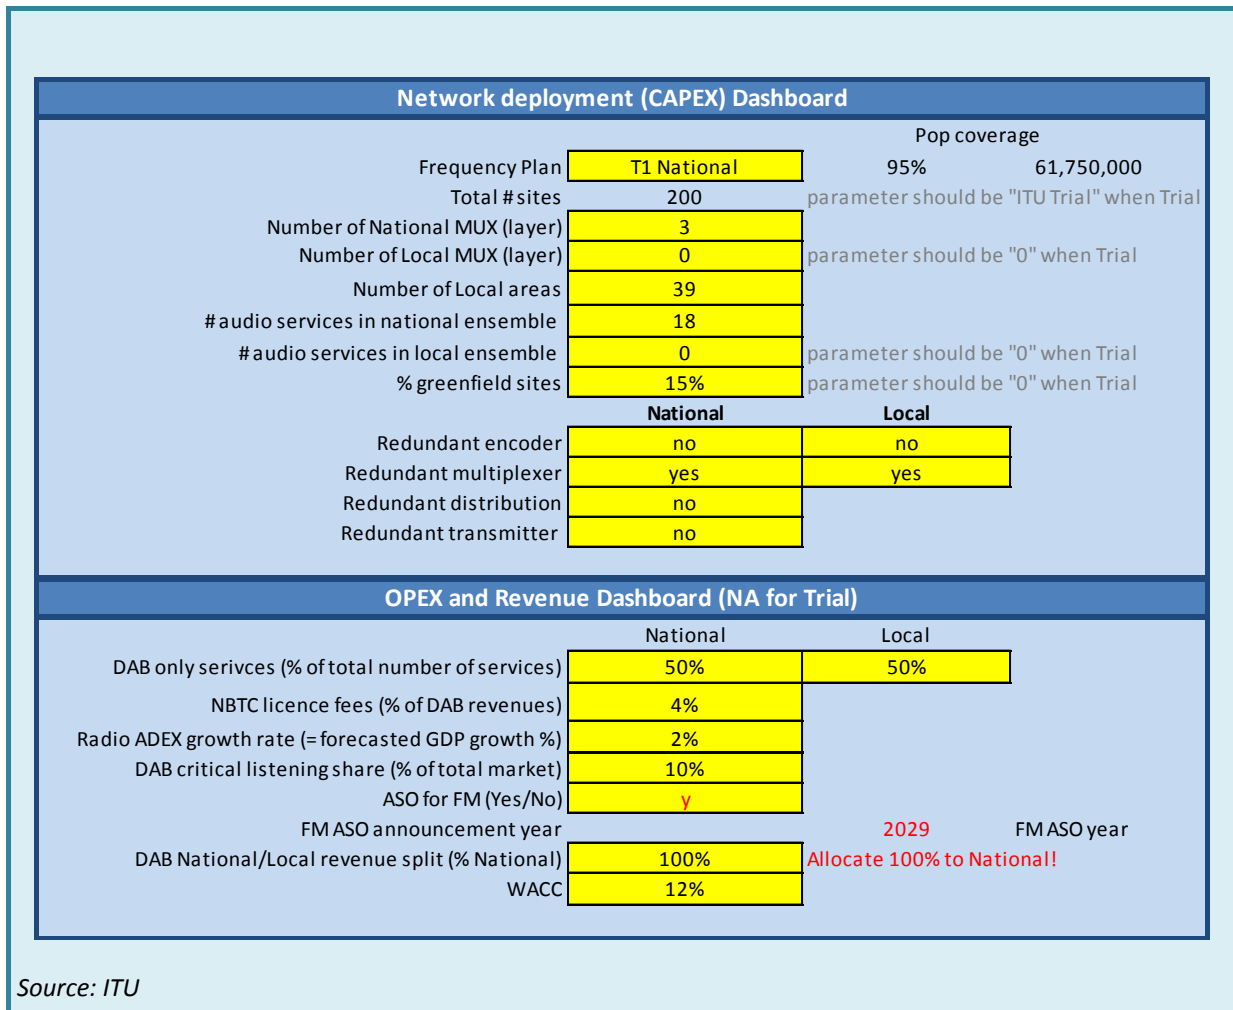 Network deployment (CAPEX) Dashboard
Pop coverage
Frequency Plan T1 National 95% 61,750,000
Total # sites 200 parameter should be "ITU Trial" when Trial
Number of National MUX (layer) 3
Number of Local MUX (layer) 0 parameter should be "0" when Trial
Number of Local areas 39
# audio services in national ensemble 18
# audio services in local ensemble 0 parameter should be "0" when Trial
% greenfield sites 15% parameter should be "0" when Trial
National Local
Redundant encoder no no
Redundant multiplexer yes yes
Redundant distribution no
Redundant transmitter no
OPEX and Revenue Dashboard (NA for Trial)
National Local
DAB only serivces (% of total number of services) 50% 50%
NBTC licence fees (% of DAB revenues) 4%
Radio ADEX growth rate (= forecasted GDP growth %) 2%
DAB critical listening share (% of total market) 10%
ASO for FM (Yes/No) y
FM ASO announcement year 2029 FM ASO year
DAB National/Local revenue split (% National) 100% Allocate 100% to National!
WACC 12%
Source: ITU